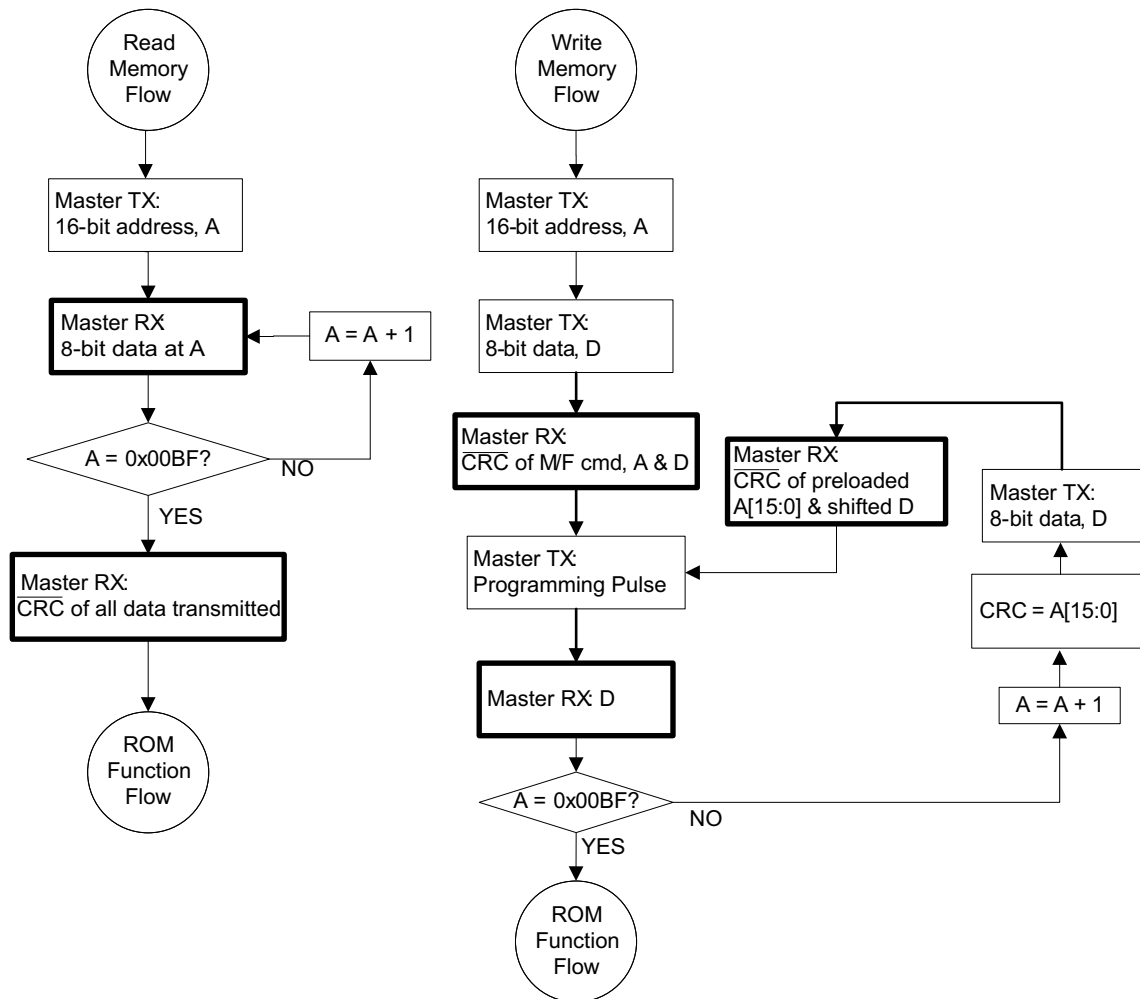 Read
Memory
Flow
Master TX:
16-bit address, A
Master RX:
8-bit data at A
A = A + 1
A = 0x00BF?
NO
YES
Master RX:
CRC of all data transmitted
ROM
Function
Flow
Write
Memory
Flow
Master TX:
16-bit address, A
Master TX:
8-bit data, D
Master RX:
CRC of M/F cmd, A & D
Master TX:
Programming Pulse
Master RX: D
A = 0x00BF?
NO
YES
ROM
Function
Flow
A = A + 1
CRC = A[15:0]
Master TX:
8-bit data, D
Master RX:
CRC of preloaded
A[15:0] & shifted D